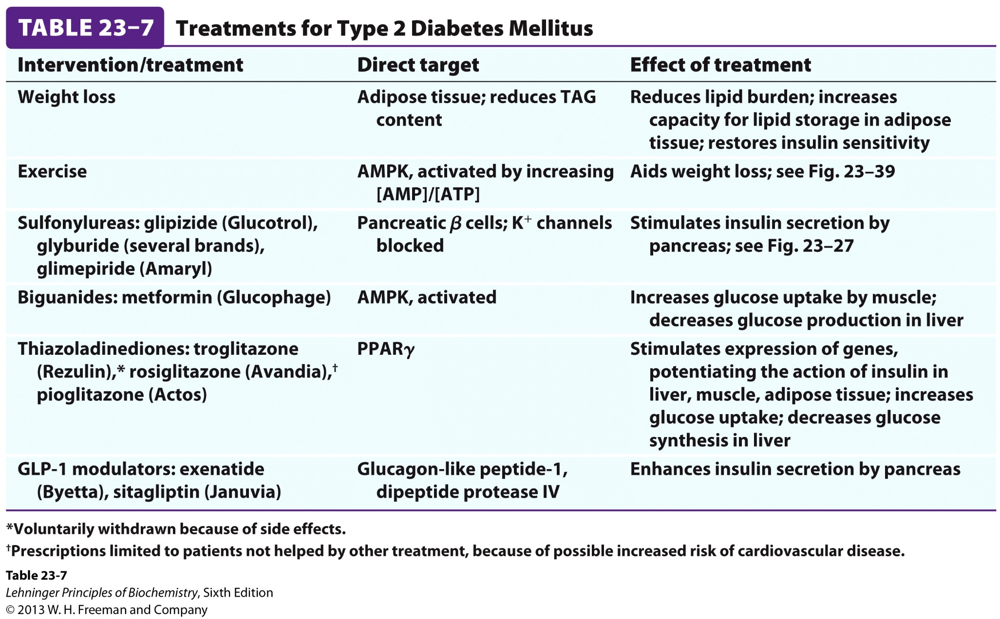 TABLE 23–7 Treatments for Type 2 Diabetes Mellitus
Intervention/treatment Direct target Effect of treatment
Weight loss Adipose tissue; reduces TAG Reduces lipid burden; increases
content capacity for lipid storage in adipose
tissue; restores insulin sensitivity
Exercise AMPK, activated by increasing Aids weight loss; see Fig. 23–39
[AMP]/[ATP]
Sulfonylureas: glipizide (Glucotrol), Pancreatic β cells; K⁺ channels Stimulates insulin secretion by
glyburide (several brands), blocked pancreas; see Fig. 23–27
glimepiride (Amaryl)
Biguanides: metformin (Glucophage) AMPK, activated Increases glucose uptake by muscle;
decreases glucose production in liver
Thiazoladinediones: troglitazone PPARγ Stimulates expression of genes,
(Rezulin),* rosiglitazone (Avandia),† potentiating the action of insulin in
pioglitazone (Actos) liver, muscle, adipose tissue; increases
glucose uptake; decreases glucose
synthesis in liver
GLP-1 modulators: exenatide Glucagon-like peptide-1, Enhances insulin secretion by pancreas
(Byetta), sitagliptin (Januvia) dipeptide protease IV
*Voluntarily withdrawn because of side effects.
†Prescriptions limited to patients not helped by other treatment, because of possible increased risk of cardiovascular disease.
Table 23-7
Lehninger Principles of Biochemistry, Sixth Edition
© 2013 W. H. Freeman and Company